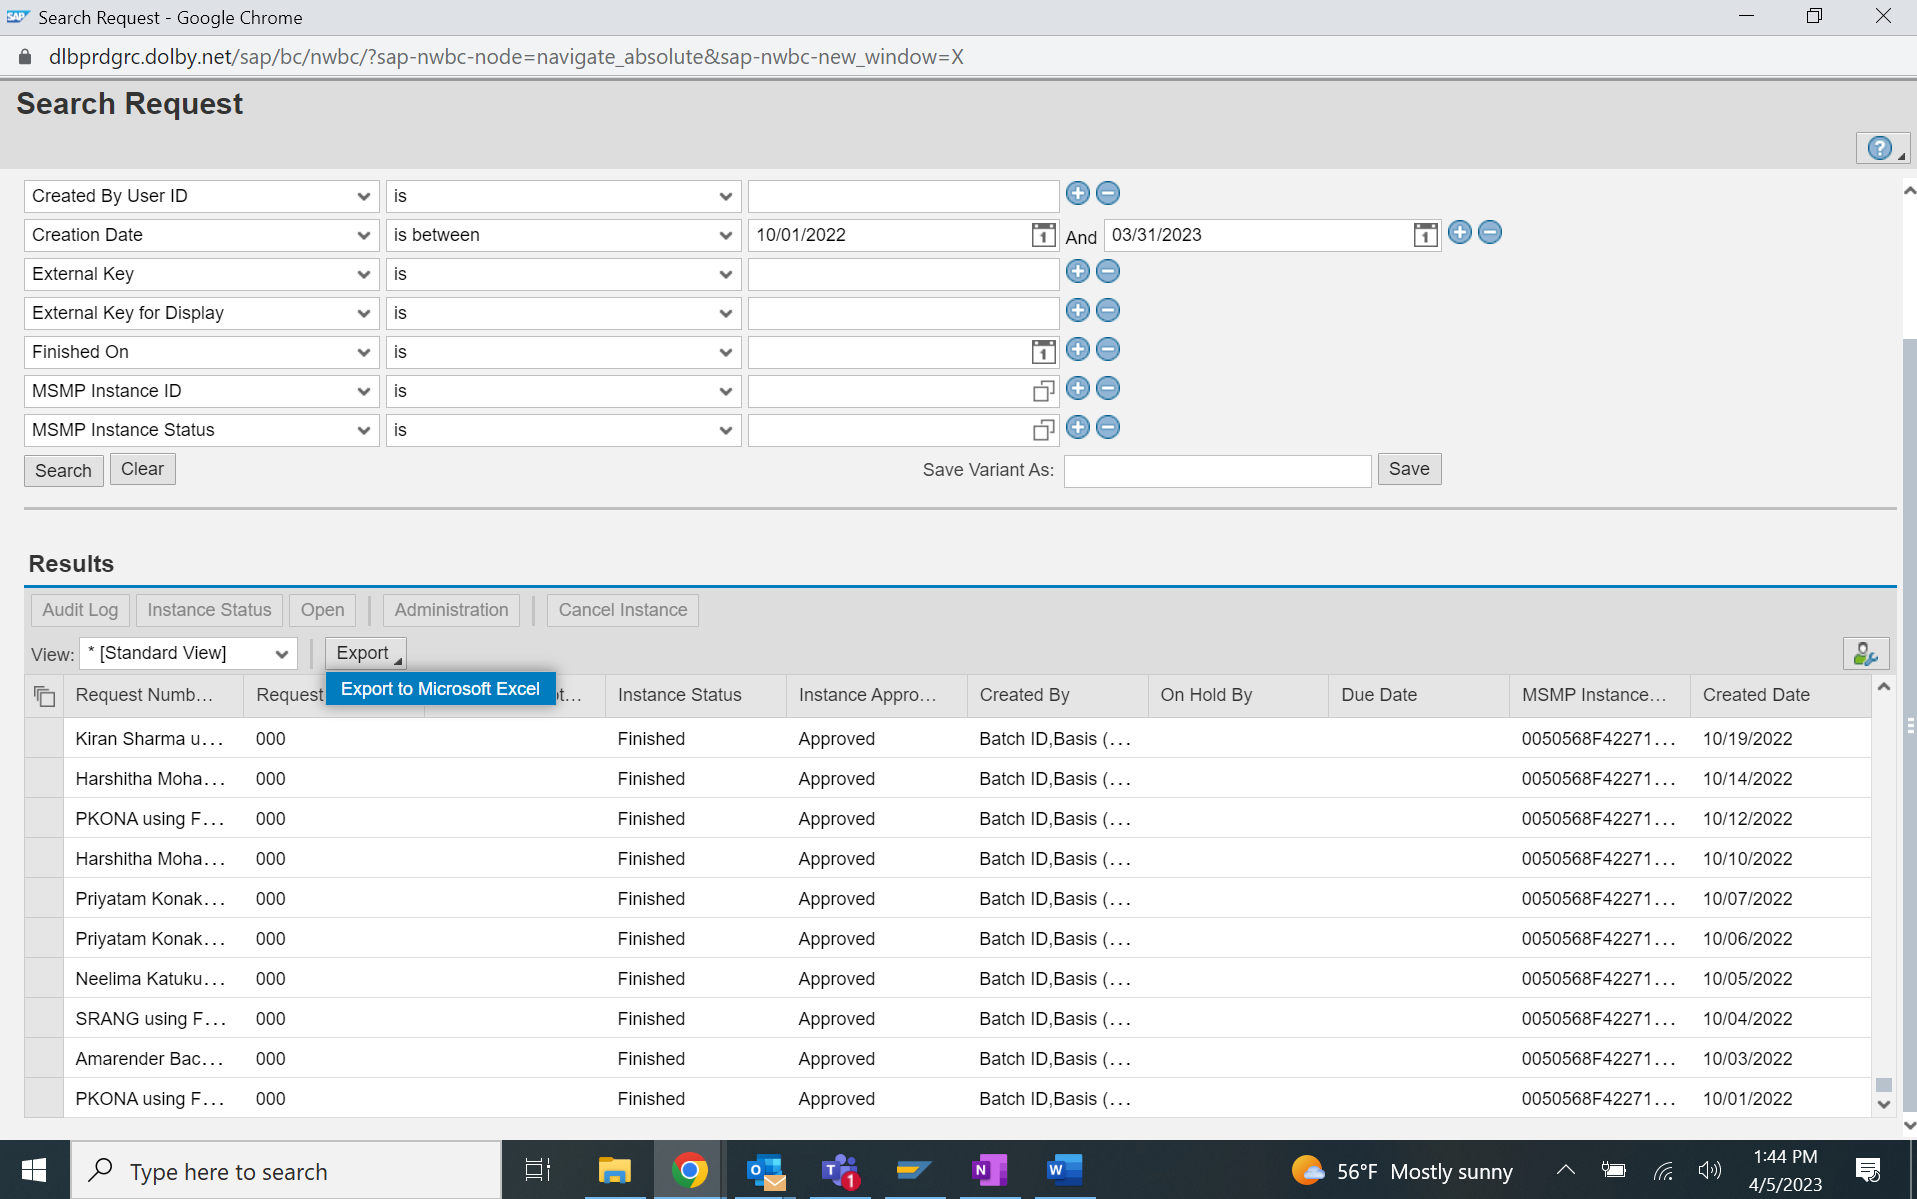 SAP Search Request - Google Chrome
dlbprdgrc.dolby.net/sap/bc/nwbc/?sap-nwbc-node=navigate_absolute&sap-nwbc-new_window=X
Search Request
?
Created By User ID is
Creation Date is between 10/01/2022 1 And 03/31/2023 1
External Key is
External Key for Display is
Finished On is 1
MSMP Instance ID is
MSMP Instance Status is
Search Clear Save Variant As: Save
Results
Audit Log Instance Status Open Administration Cancel Instance
View: * [Standard View] Export
Export to Microsoft Excel
Request Numb... Request t... Instance Status Instance Appro... Created By On Hold By Due Date MSMP Instance... Created Date
Kiran Sharma u... 000 Finished Approved Batch ID,Basis (... 0050568F42271... 10/19/2022
Harshitha Moha... 000 Finished Approved Batch ID,Basis (... 0050568F42271... 10/14/2022
PKONA using F... 000 Finished Approved Batch ID,Basis (... 0050568F42271... 10/12/2022
Harshitha Moha... 000 Finished Approved Batch ID,Basis (... 0050568F42271... 10/10/2022
Priyatam Konak... 000 Finished Approved Batch ID,Basis (... 0050568F42271... 10/07/2022
Priyatam Konak... 000 Finished Approved Batch ID,Basis (... 0050568F42271... 10/06/2022
Neelima Katuku... 000 Finished Approved Batch ID,Basis (... 0050568F42271... 10/05/2022
SRANG using F... 000 Finished Approved Batch ID,Basis (... 0050568F42271... 10/04/2022
Amarender Bac... 000 Finished Approved Batch ID,Basis (... 0050568F42271... 10/03/2022
PKONA using F... 000 Finished Approved Batch ID,Basis (... 0050568F42271... 10/01/2022
Type here to search O T 1 N W 56°F Mostly sunny 1:44 PM
4/5/2023